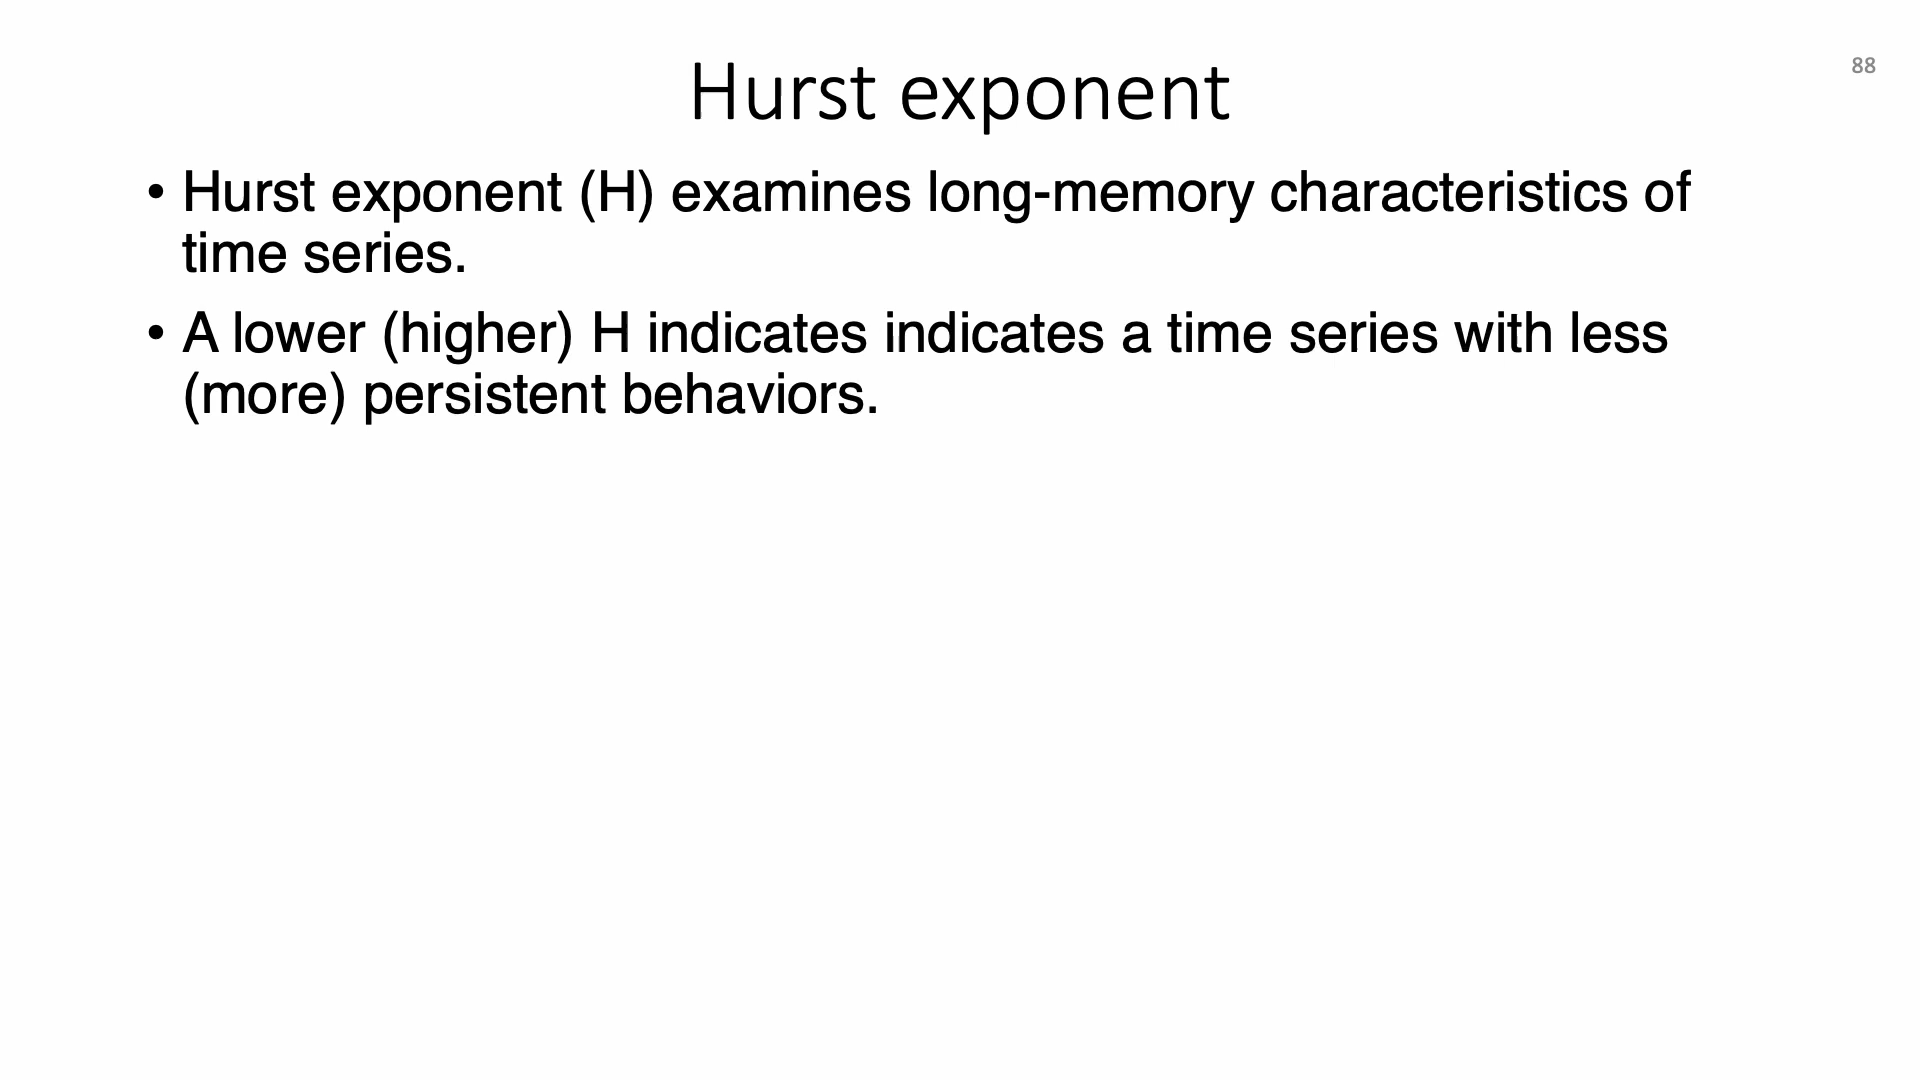 Hurst exponent
88
• Hurst exponent (H) examines long-memory characteristics of
time series.
• A lower (higher) H indicates indicates a time series with less
(more) persistent behaviors.